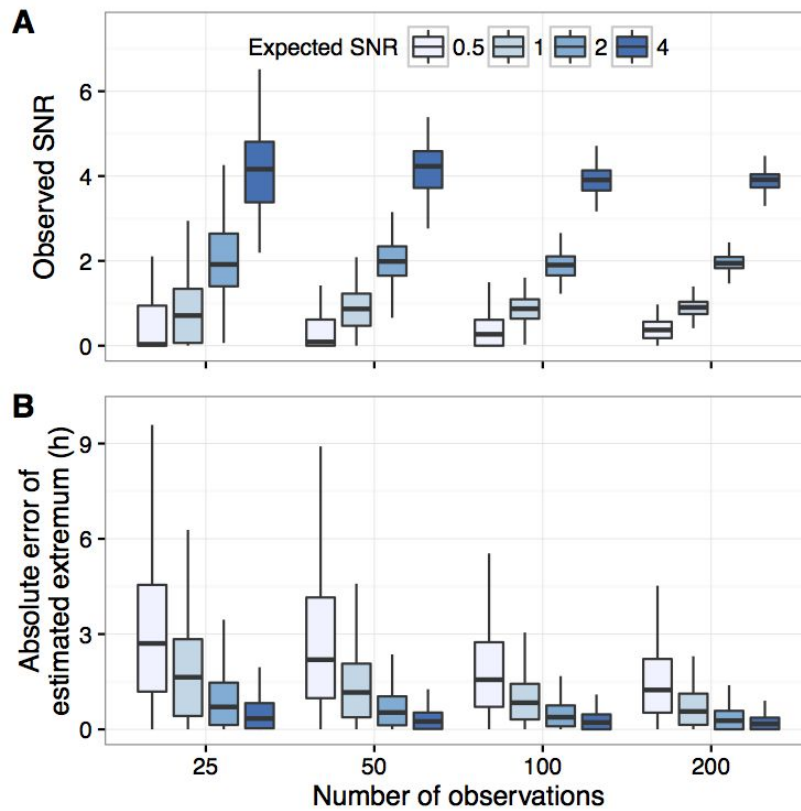 A
Expected SNR 0.5 1 2 4
Observed SNR
6
4
2
0
B
Absolute error of
estimated extremum (h)
9
6
3
0
25 50 100 200
Number of observations